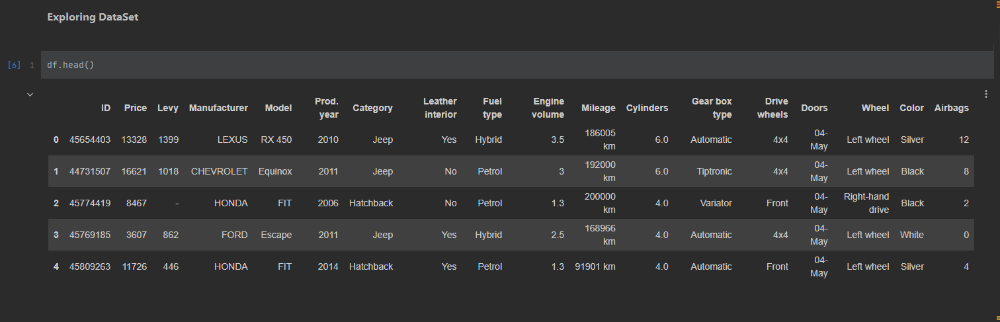 Exploring DataSet
[6] 1 df.head()
ID Price Levy Manufacturer Model Prod. year Category Leather interior Fuel type Engine volume Mileage Cylinders Gear box type Drive wheels Doors Wheel Color Airbags
0 45654403 13328 1399 LEXUS RX 450 2010 Jeep Yes Hybrid 3.5 186005 km 6.0 Automatic 4x4 04-May Left wheel Silver 12
1 44731507 16621 1018 CHEVROLET Equinox 2011 Jeep No Petrol 3 192000 km 6.0 Tiptronic 4x4 04-May Left wheel Black 8
2 45774419 8467 - HONDA FIT 2006 Hatchback No Petrol 1.3 200000 km 4.0 Variator Front 04-May Right-hand drive Black 2
3 45769185 3607 862 FORD Escape 2011 Jeep Yes Hybrid 2.5 168966 km 4.0 Automatic 4x4 04-May Left wheel White 0
4 45809263 11726 446 HONDA FIT 2014 Hatchback Yes Petrol 1.3 91901 km 4.0 Automatic Front 04-May Left wheel Silver 4